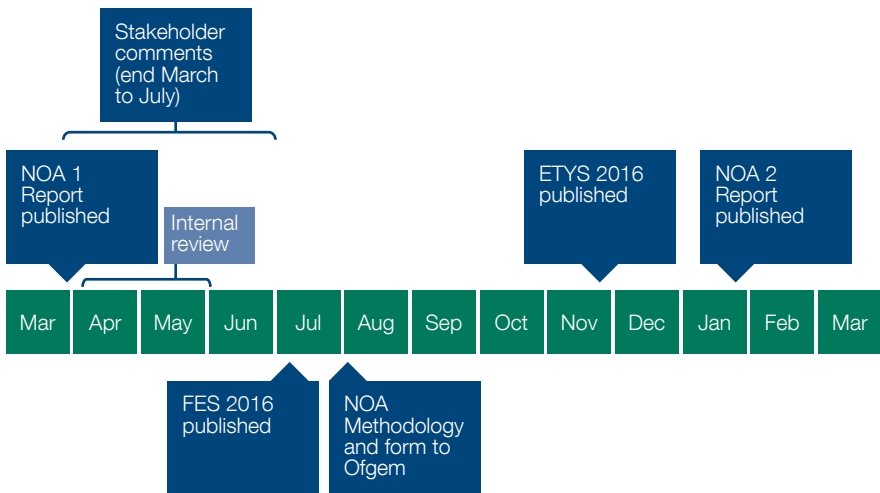 Stakeholder
comments
(end March
to July)
NOA 1
Report
published
Internal
review
ETYS 2016
published
NOA 2
Report
published
Mar
Apr
May
Jun
Jul
Aug
Sep
Oct
Nov
Dec
Jan
Feb
Mar
FES 2016
published
NOA
Methodology
and form to
Ofgem